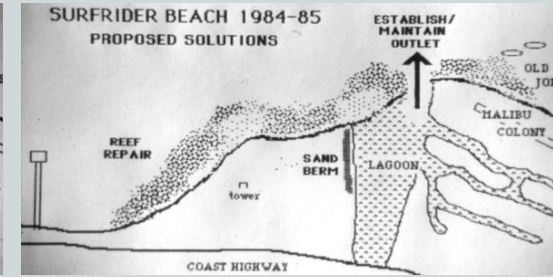 SURFRIDER BEACH 1984-85
PROPOSED SOLUTIONS
ESTABLISH/
MAINTAIN
OUTLET
OLD
MALIBU
COLONY
REEF
REPAIR
SAND
BERM
LAGOON
tower
COAST HIGHWAY